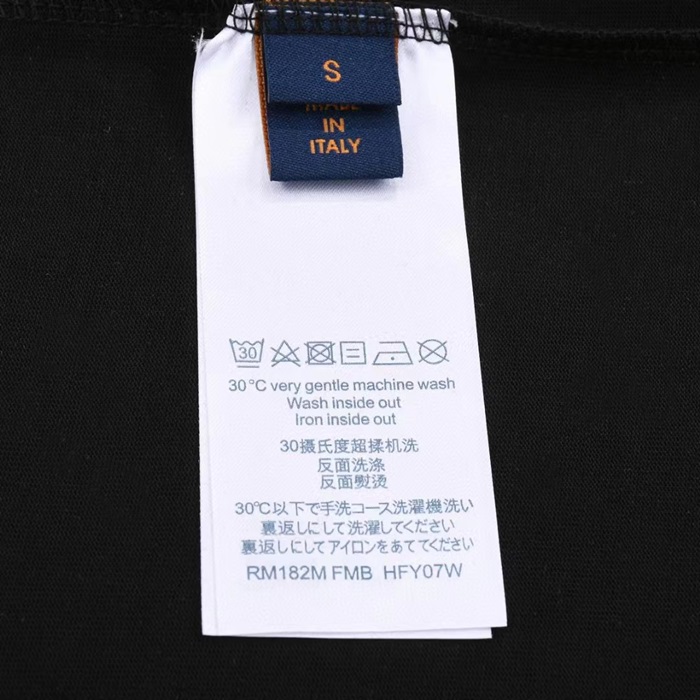 S
MADE
IN
ITALY
30
30°C very gentle machine wash
Wash inside out
Iron inside out
30摄氏度超揉机洗
反面洗涤
反面熨烫
30℃以下で手洗コース洗濯機洗い
裏返しにして洗濯してください
裏返しにしてアイロンをあててください
RM182M FMB HFY07W